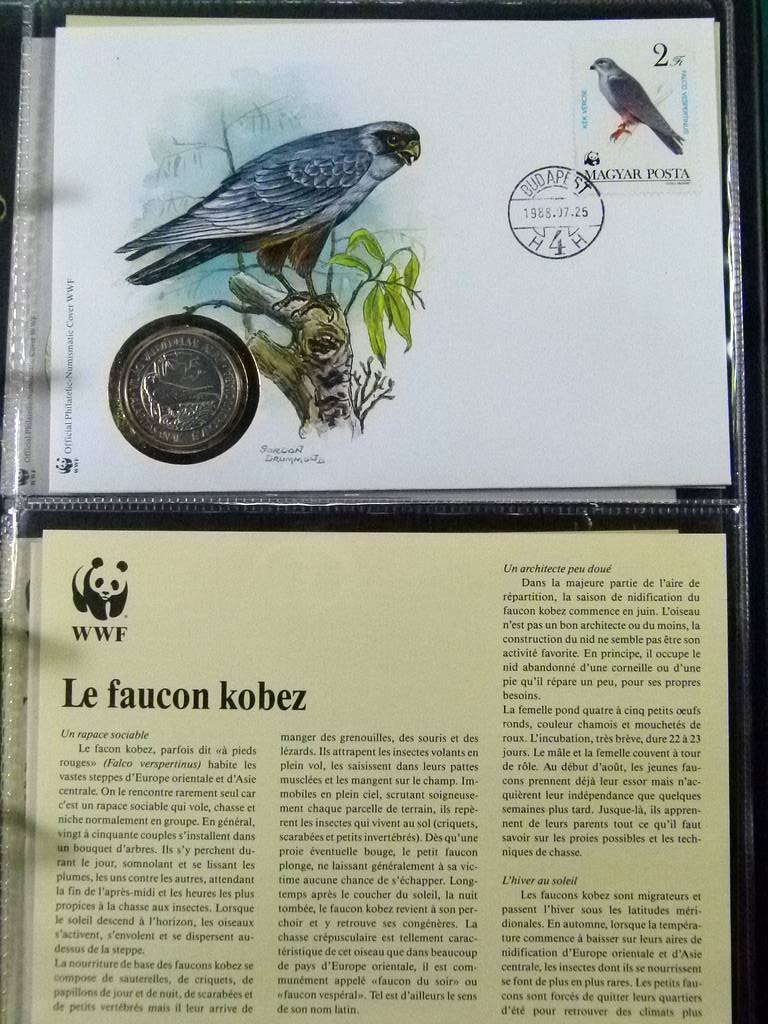 2 Ft
KÉK VÉRCSE
FALCO VESPERTINUS
MAGYAR POSTA
BUDAPEST
1988.07.25
H 4 H
Official Philatelic-Numismatic Cover WWF
WWF
GORDON
DRUMMOND
WWF
Le faucon kobez
Un rapace sociable
Le facon kobez, parfois dit «à pieds
rouges» (Falco verspertinus) habite les
vastes steppes d'Europe orientale et d'Asie
centrale. On le rencontre rarement seul car
c'est un rapace sociable qui vole, chasse et
niche normalement en groupe. En général,
vingt à cinquante couples s'installent dans
un bouquet d'arbres. Ils s'y perchent du-
rant le jour, somnolant et se lissant les
plumes, les uns contre les autres, attendant
la fin de l'après-midi et les heures les plus
propices à la chasse aux insectes. Lorsque
le soleil descend à l'horizon, les oiseaux
s'activent, s'envolent et se dispersent au-
dessus de la steppe.
La nourriture de base des faucons kobez se
compose de sauterelles, de criquets, de
papillons de jour et de nuit, de scarabées et
de petits vertébrés mais il leur arrive de
manger des grenouilles, des souris et des
lézards. Ils attrapent les insectes volants en
plein vol, les saisissent dans leurs pattes
musclées et les mangent sur le champ. Im-
mobiles en plein ciel, scrutant soigneuse-
ment chaque parcelle de terrain, ils repè-
rent les insectes qui vivent au sol (criquets,
scarabées et petits invertébrés). Dès qu'une
proie éventuelle bouge, le petit faucon
plonge, ne laissant généralement à sa vic-
time aucune chance de s'échapper. Long-
temps après le coucher du soleil, la nuit
tombée, le faucon kobez revient à son per-
choir et y retrouve ses congénères. La
chasse crépusculaire est tellement carac-
téristique de cet oiseau que dans beaucoup
de pays d'Europe orientale, il est com-
munément appelé «faucon du soir» ou
«faucon vespéral». Tel est d'ailleurs le sens
de son nom latin.
Un architecte peu doué
Dans la majeure partie de l'aire de
répartition, la saison de nidification du
faucon kobez commence en juin. L'oiseau
n'est pas un bon architecte ou du moins, la
construction du nid ne semble pas être son
activité favorite. En principe, il occupe le
nid abandonné d'une corneille ou d'une
pie qu'il répare un peu, pour ses propres
besoins.
La femelle pond quatre à cinq petits œufs
ronds, couleur chamois et mouchetés de
roux. L'incubation, très brève, dure 22 à 23
jours. Le mâle et la femelle couvent à tour
de rôle. Au début d'août, les jeunes fau-
cons prennent déjà leur essor mais n'ac-
quièrent leur indépendance que quelques
semaines plus tard. Jusque-là, ils appren-
nent de leurs parents tout ce qu'il faut
savoir sur les proies possibles et les tech-
niques de chasse.
L'hiver au soleil
Les faucons kobez sont migrateurs et
passent l'hiver sous les latitudes méri-
dionales. En automne, lorsque la tempéra-
ture commence à baisser sur leurs aires de
nidification d'Europe orientale et d'Asie
centrale, les insectes dont ils se nourrissent
se font de plus en plus rares. Les petits fau-
cons sont forcés de quitter leurs quartiers
d'été pour retrouver des climats plus